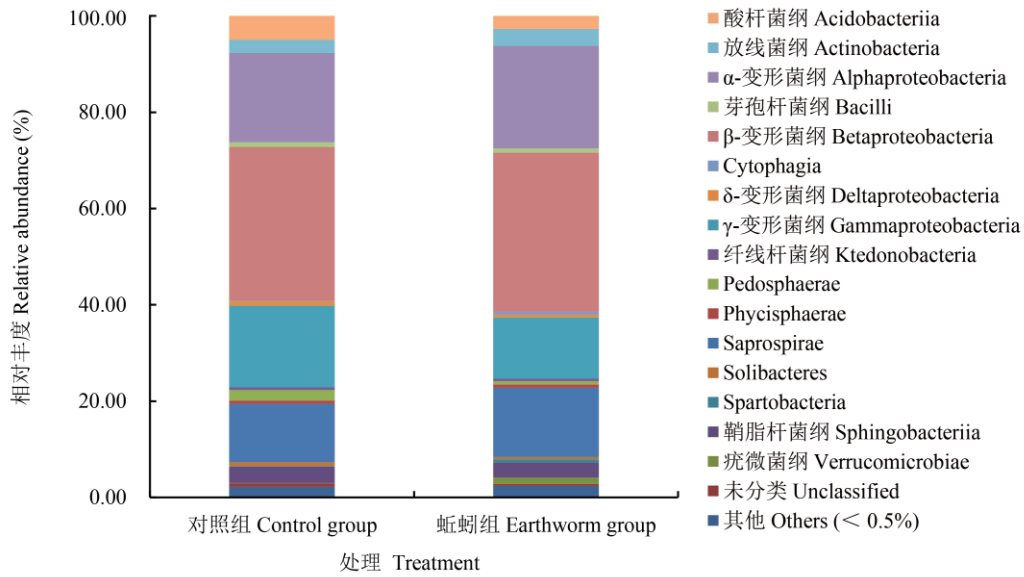 100.00
80.00
60.00
40.00
20.00
0.00
相对丰度 Relative abundance (%)
对照组 Control group
蚯蚓组 Earthworm group
处理 Treatment
酸杆菌纲 Acidobacteriia
放线菌纲 Actinobacteria
α-变形菌纲 Alphaproteobacteria
芽孢杆菌纲 Bacilli
β-变形菌纲 Betaproteobacteria
Cytophagia
δ-变形菌纲 Deltaproteobacteria
γ-变形菌纲 Gammaproteobacteria
纤线杆菌纲 Ktedonobacteria
Pedosphaerae
Phycisphaerae
Saprospirae
Solibacteres
Spartobacteria
鞘脂杆菌纲 Sphingobacteriia
疣微菌纲 Verrucomicrobiae
未分类 Unclassified
其他 Others (< 0.5%)